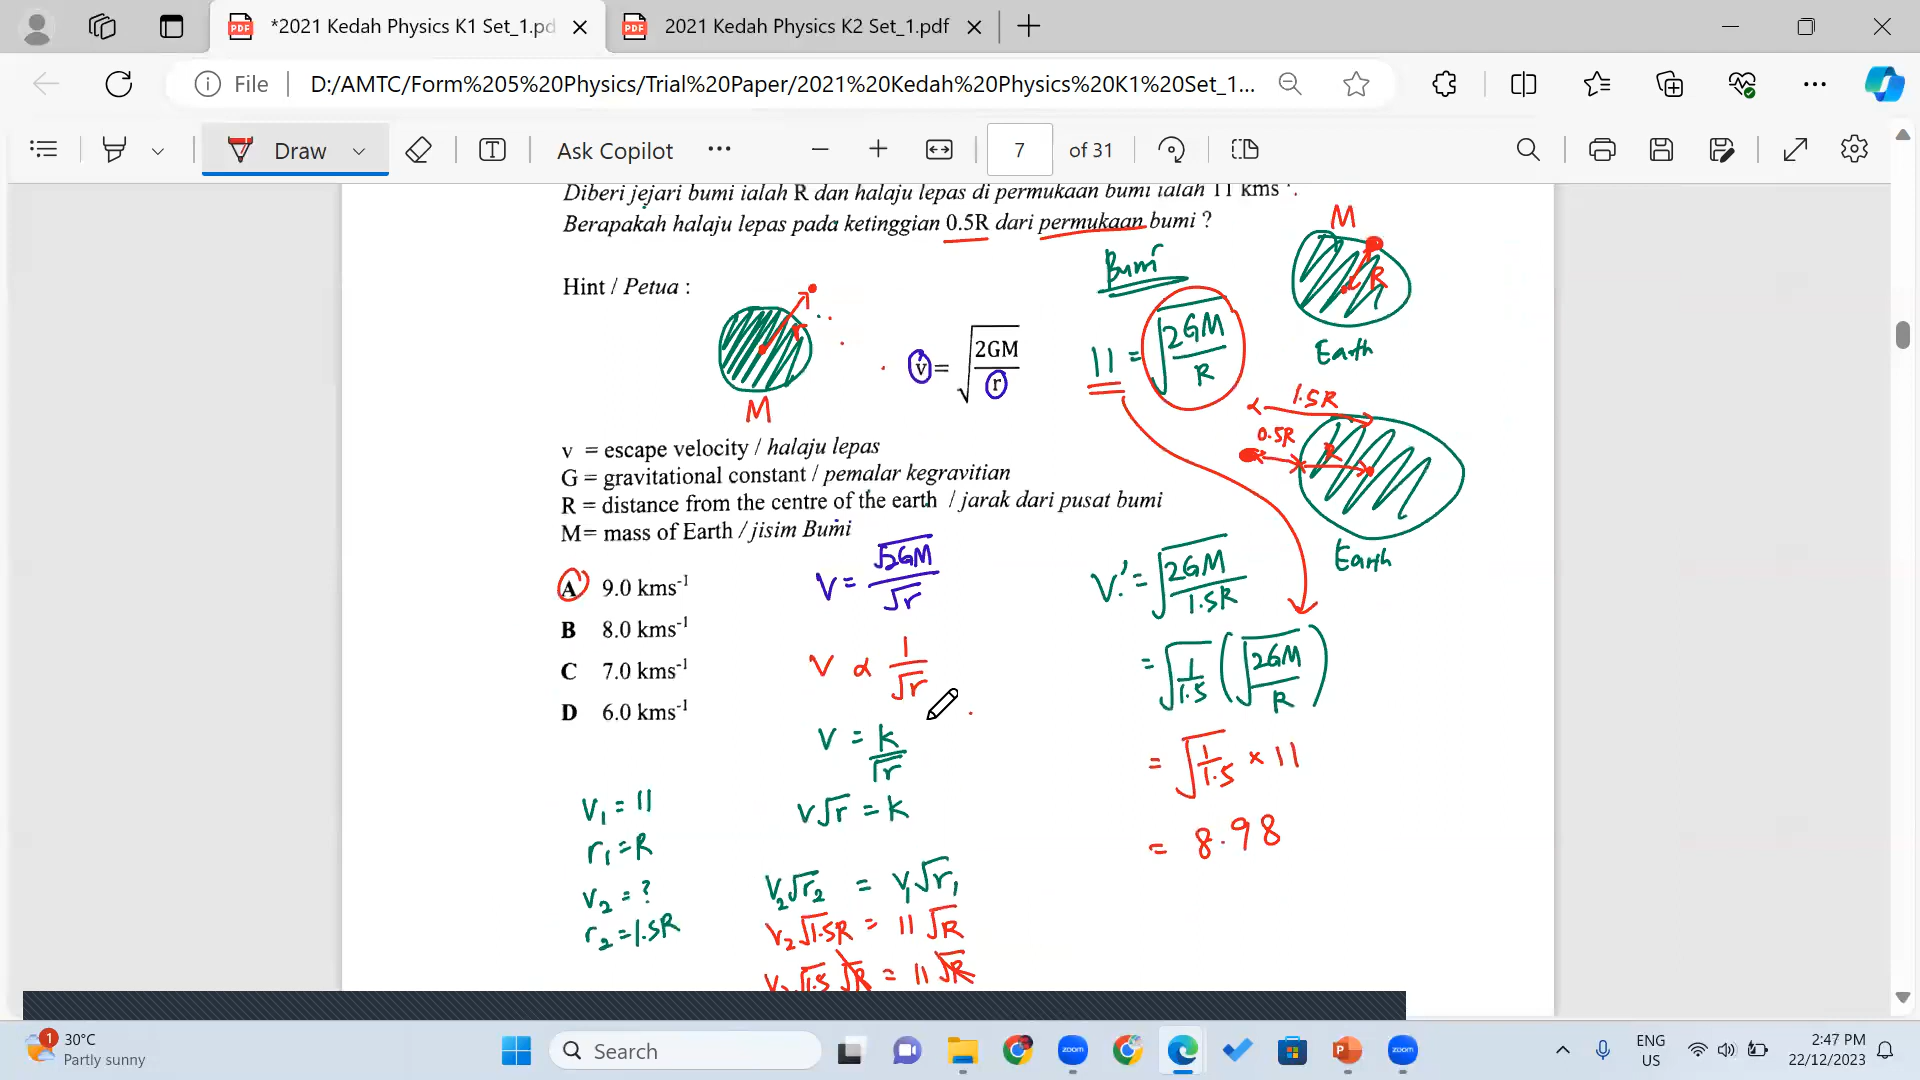 *2021 Kedah Physics K1 Set_1.pd
2021 Kedah Physics K2 Set_1.pdf
File
D:/AMTC/Form%205%20Physics/Trial%20Paper/2021%20Kedah%20Physics%20K1%20Set_1...
Draw
Ask Copilot
7 of 31
Diberi jejari bumi ialah R dan halaju lepas di permukaan bumi ialah 11 kms⁻¹.
Berapakah halaju lepas pada ketinggian 0.5R dari permukaan bumi ?
Hint / Petua :
r
M
v = √(2GM/r)
Bumi
11 = √(2GM/R)
M
R
Earth
1.5R
0.5R
R
Earth
v = escape velocity / halaju lepas
G = gravitational constant / pemalar kegravitian
R = distance from the centre of the earth / jarak dari pusat bumi
M= mass of Earth / jisim Bumi
A 9.0 kms⁻¹
B 8.0 kms⁻¹
C 7.0 kms⁻¹
D 6.0 kms⁻¹
V = √2GM/√r
V ∝ 1/√r
V = k/√r
V√r = k
V₁ = 11
r₁ = R
V₂ = ?
r₂ = 1.5R
V₂√r₂ = V₁√r₁
V₂√1.5R = 11√R
V₂√1.5 √R = 11√R
V' = √(2GM/1.5R)
= √(1/1.5) (√(2GM/R))
= √(1/1.5) × 11
= 8.98
1
30°C
Partly sunny
Search
zoom
zoom
ENG
US
2:47 PM
22/12/2023